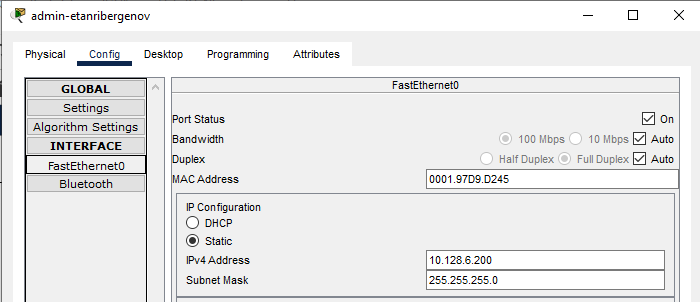 admin-etanribergenov
Physical Config Desktop Programming Attributes
GLOBAL
Settings
Algorithm Settings
INTERFACE
FastEthernet0
Bluetooth
FastEthernet0
Port Status On
Bandwidth 100 Mbps 10 Mbps Auto
Duplex Half Duplex Full Duplex Auto
MAC Address 0001.97D9.D245
IP Configuration
DHCP
Static
IPv4 Address 10.128.6.200
Subnet Mask 255.255.255.0